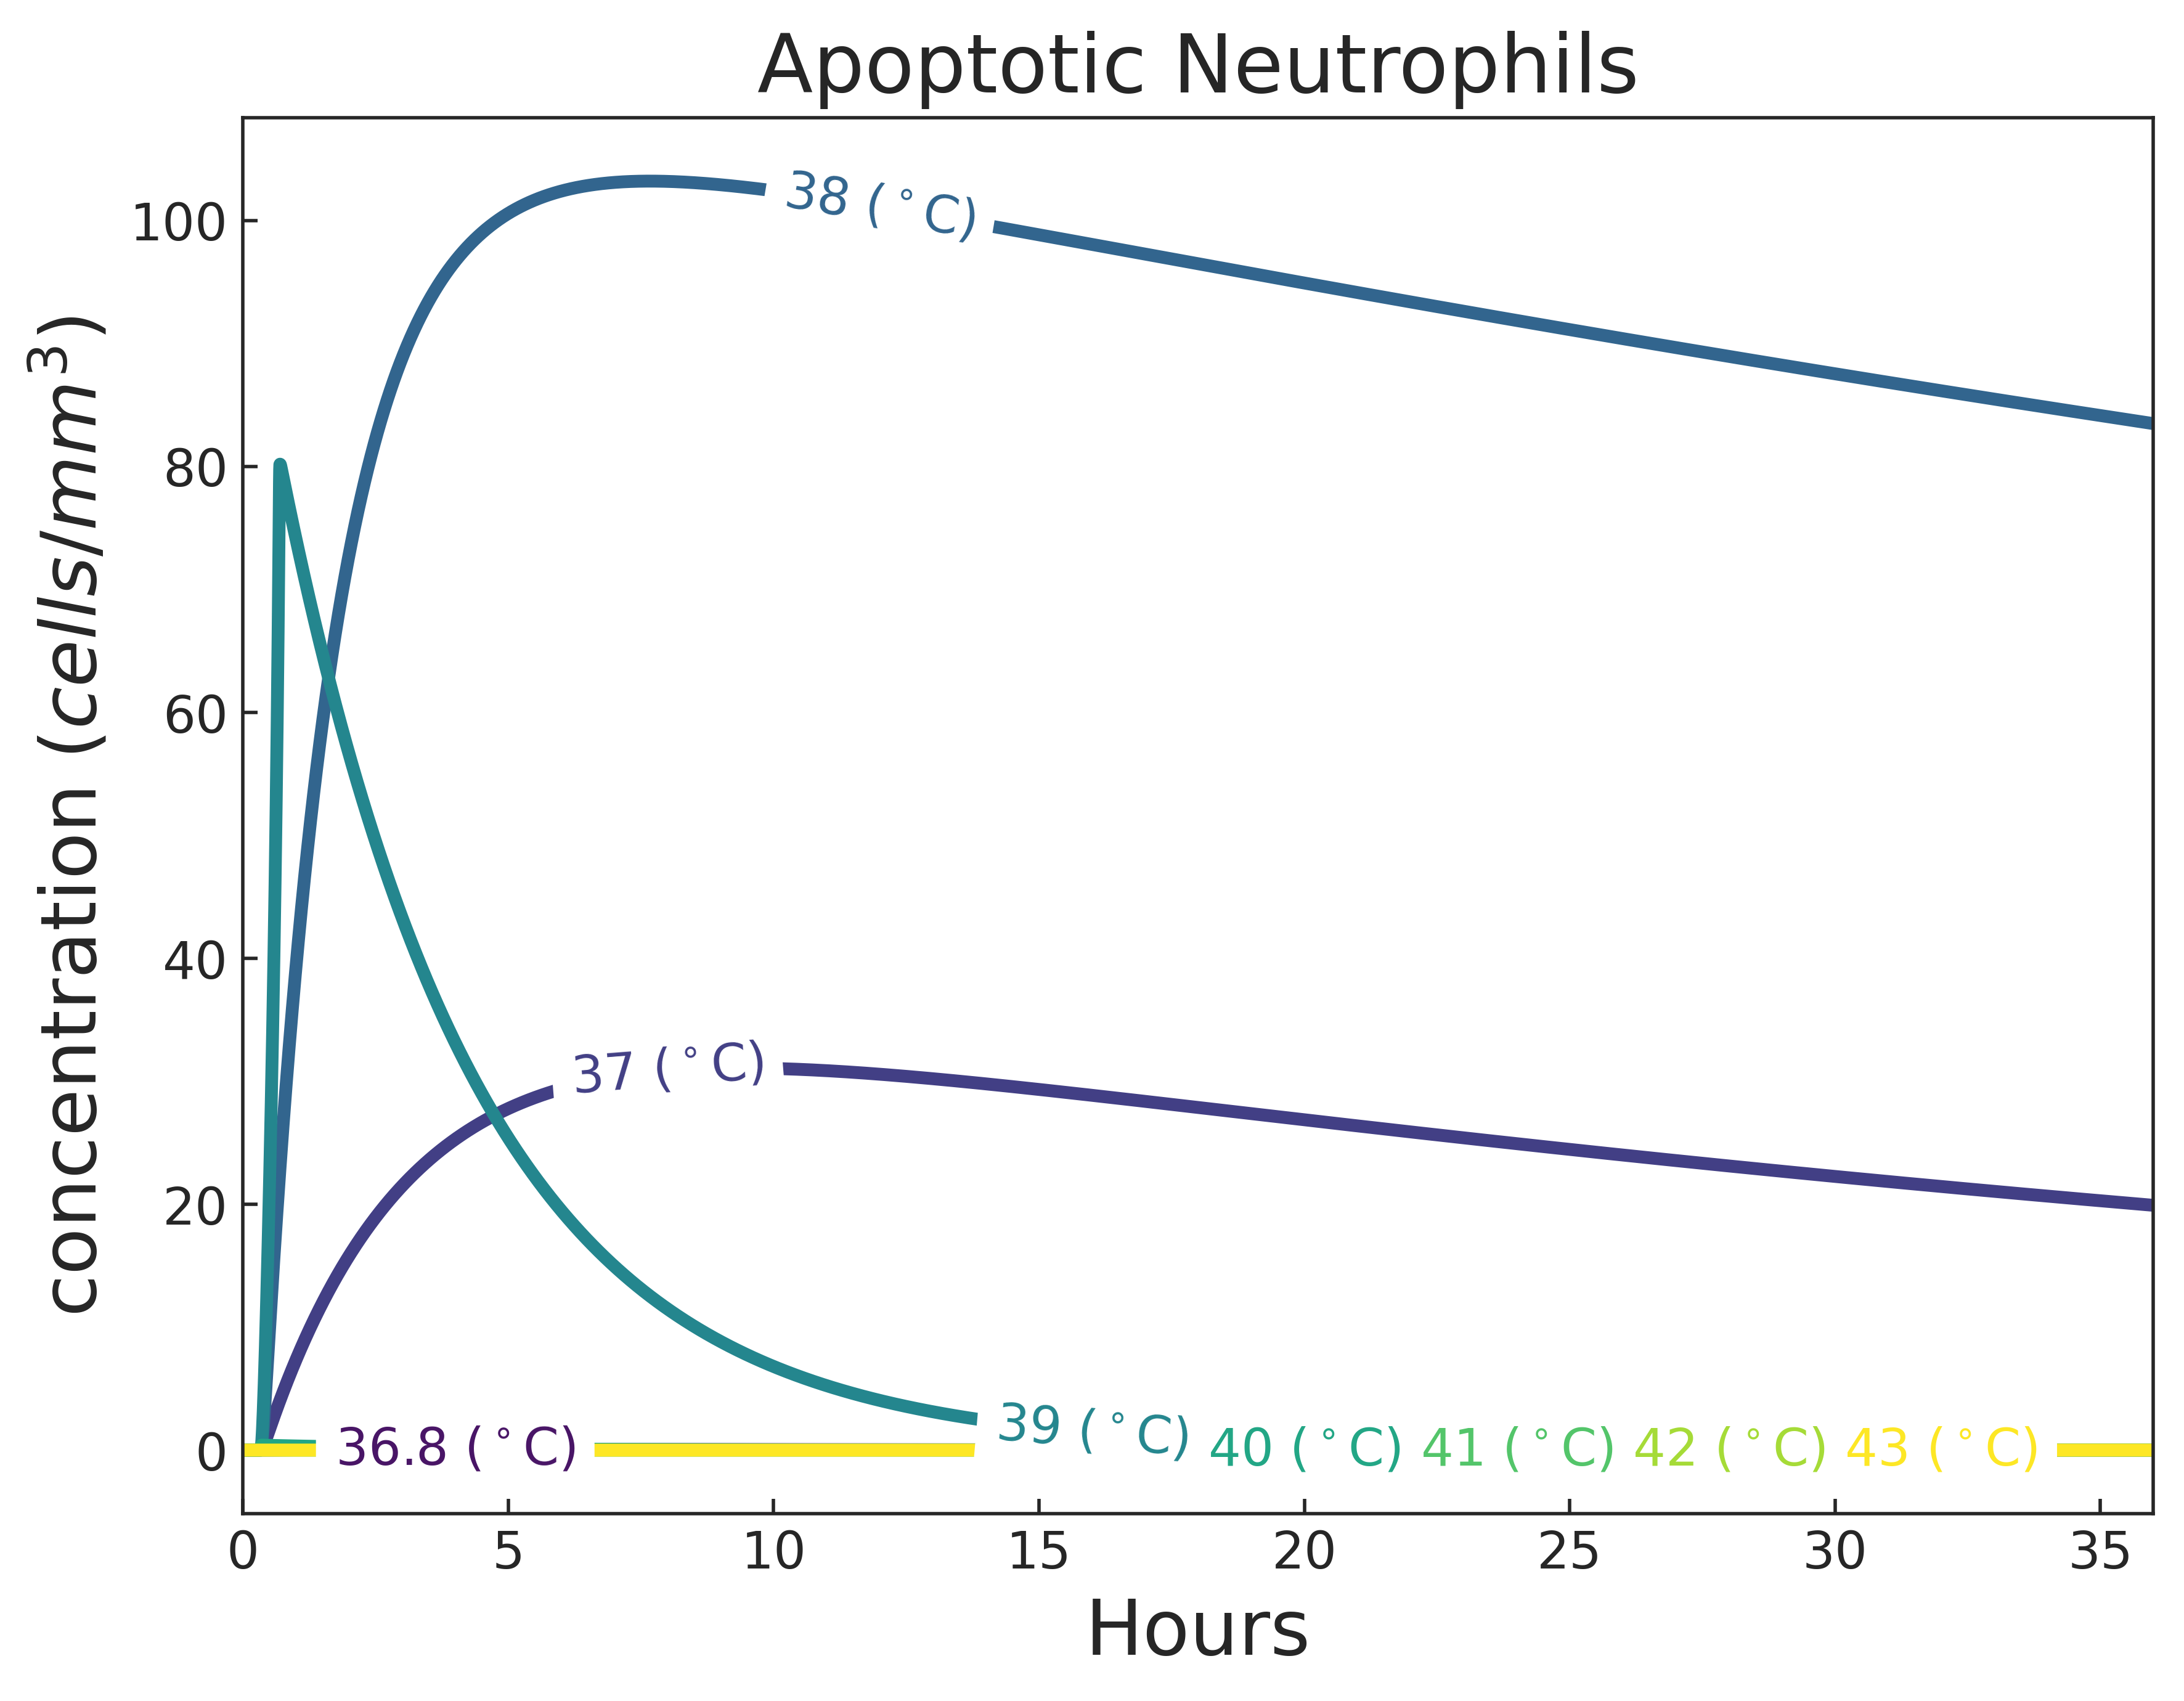 Apoptotic Neutrophils
concentration (cells/mm³)
100
80
60
40
20
0
38 (°C)
37 (°C)
36.8 (°C)
39 (°C)
40 (°C)
41 (°C)
42 (°C)
43 (°C)
0 5 10 15 20 25 30 35
Hours